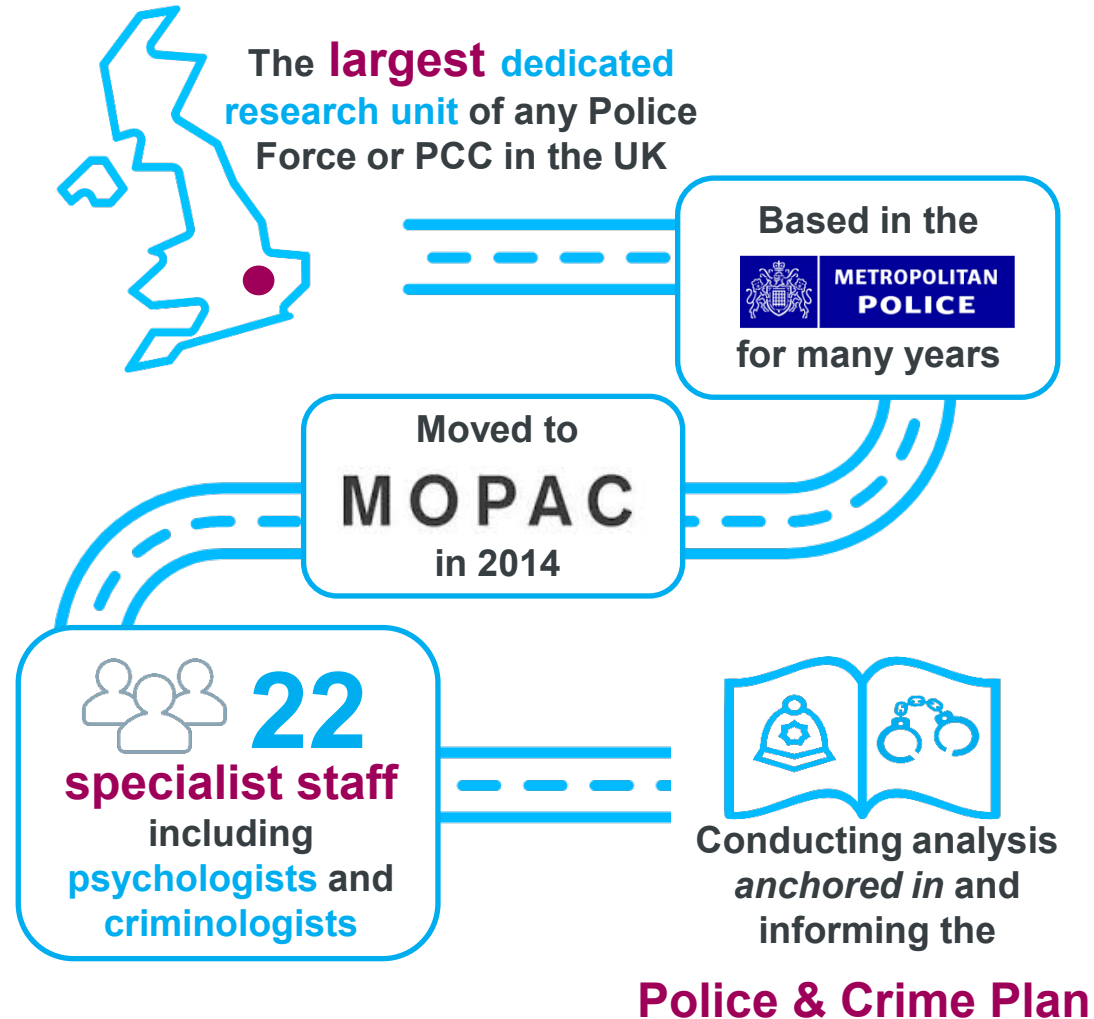 The largest dedicated
research unit of any Police
Force or PCC in the UK
Based in the
METROPOLITAN
POLICE
for many years
Moved to
MOPAC
in 2014
22
specialist staff
including
psychologists and
criminologists
Conducting analysis
anchored in and
informing the
Police & Crime Plan